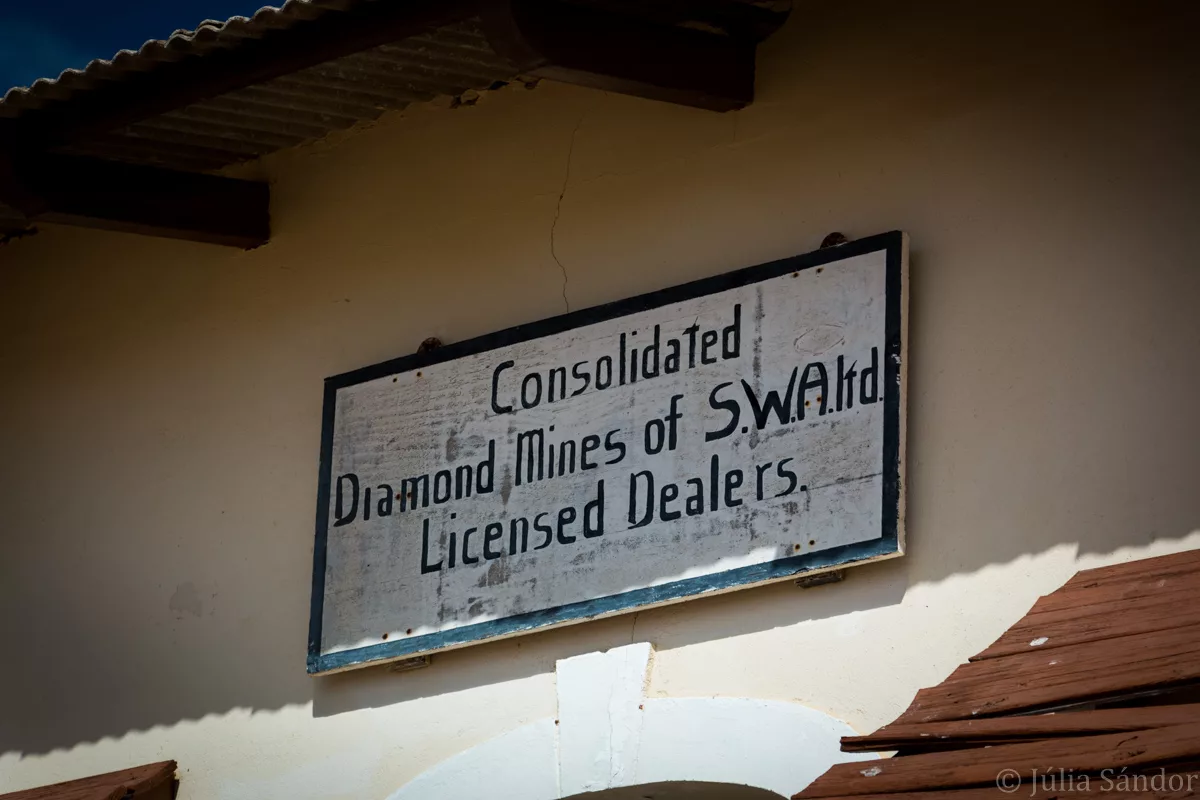 Consolidated
Diamond Mines of S.W.A.ltd.
Licensed Dealers.
© Júlia Sándor